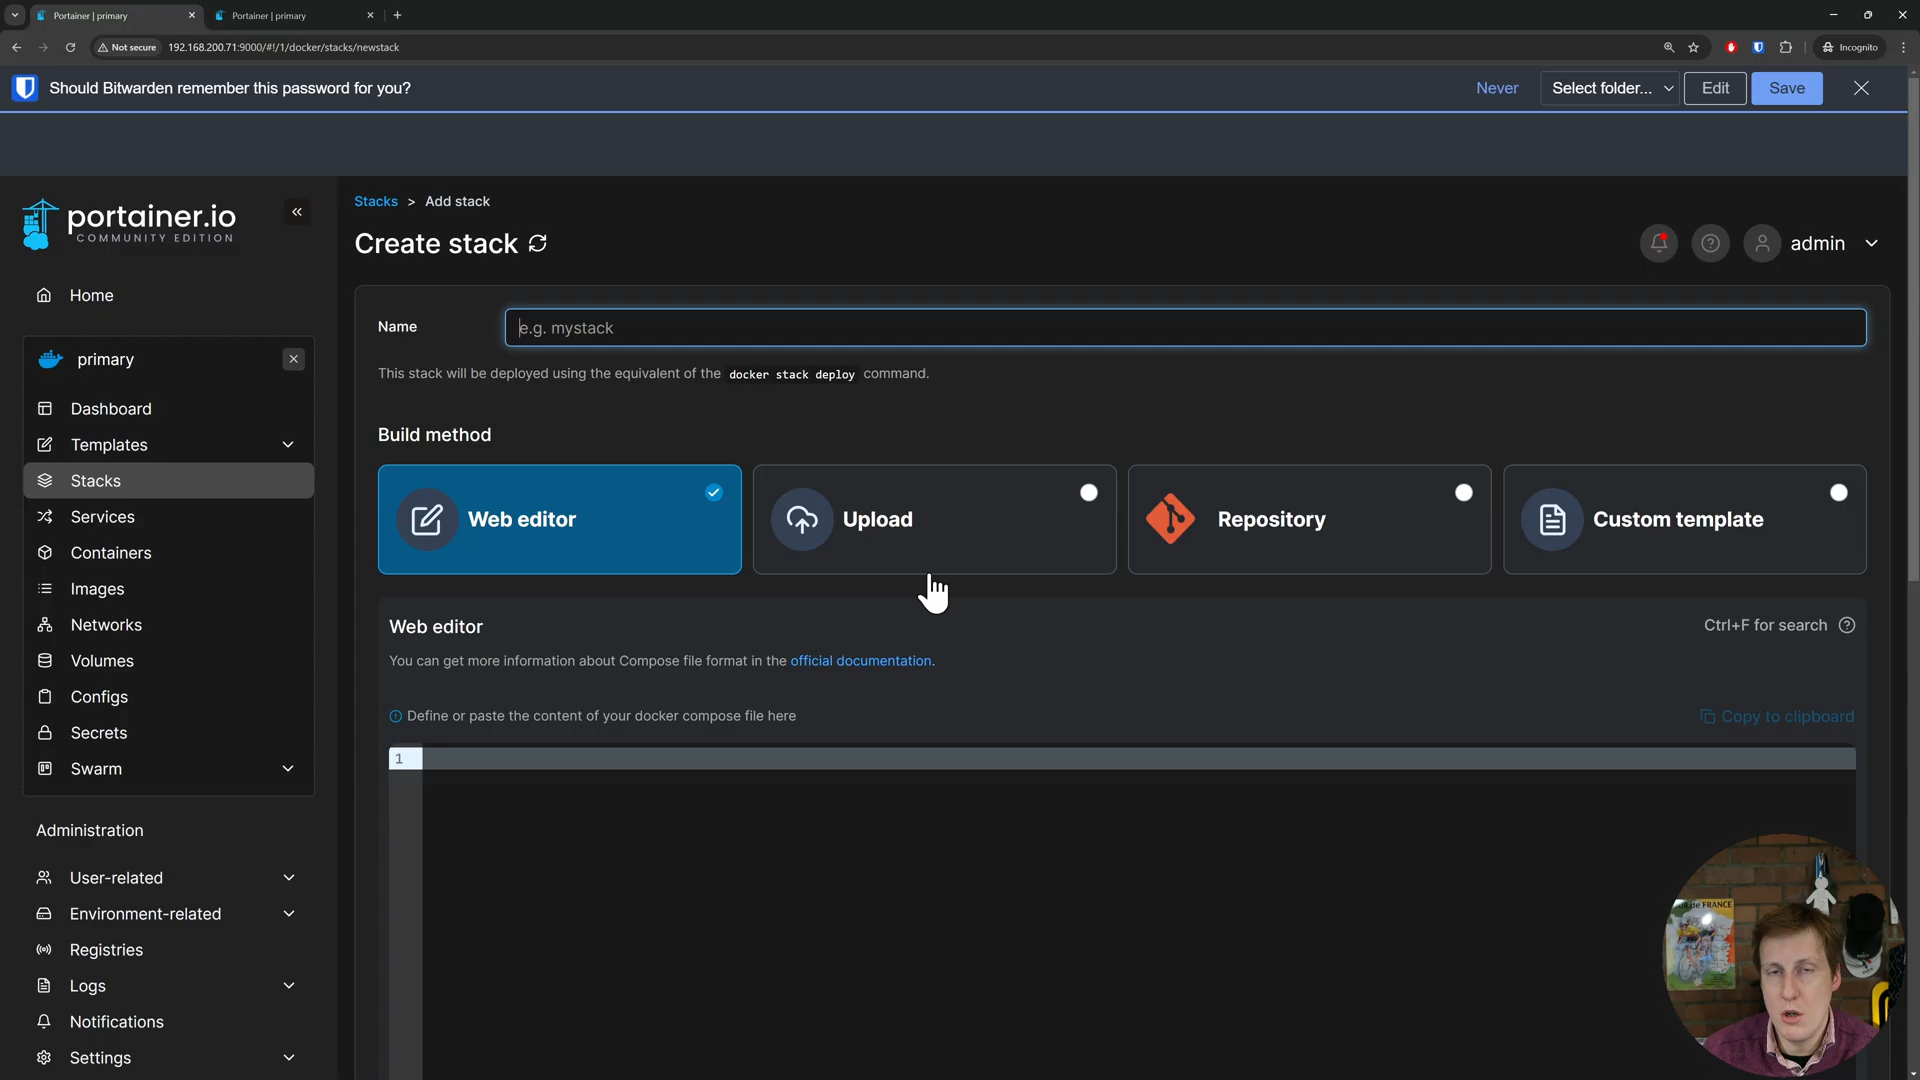 Portainer | primary
Portainer | primary
Not secure 192.168.200.71:9000/#!/1/docker/stacks/newstack
Incognito
Should Bitwarden remember this password for you?
Never
Select folder...
Edit
Save
portainer.io
COMMUNITY EDITION
Stacks > Add stack
Create stack
admin
Home
primary
Dashboard
Templates
Stacks
Services
Containers
Images
Networks
Volumes
Configs
Secrets
Swarm
Administration
User-related
Environment-related
Registries
Logs
Notifications
Settings
Name
e.g. mystack
This stack will be deployed using the equivalent of the docker stack deploy command.
Build method
Web editor
Upload
Repository
Custom template
Web editor
Ctrl+F for search
You can get more information about Compose file format in the official documentation.
Define or paste the content of your docker compose file here
Copy to clipboard
1
de FRANCE